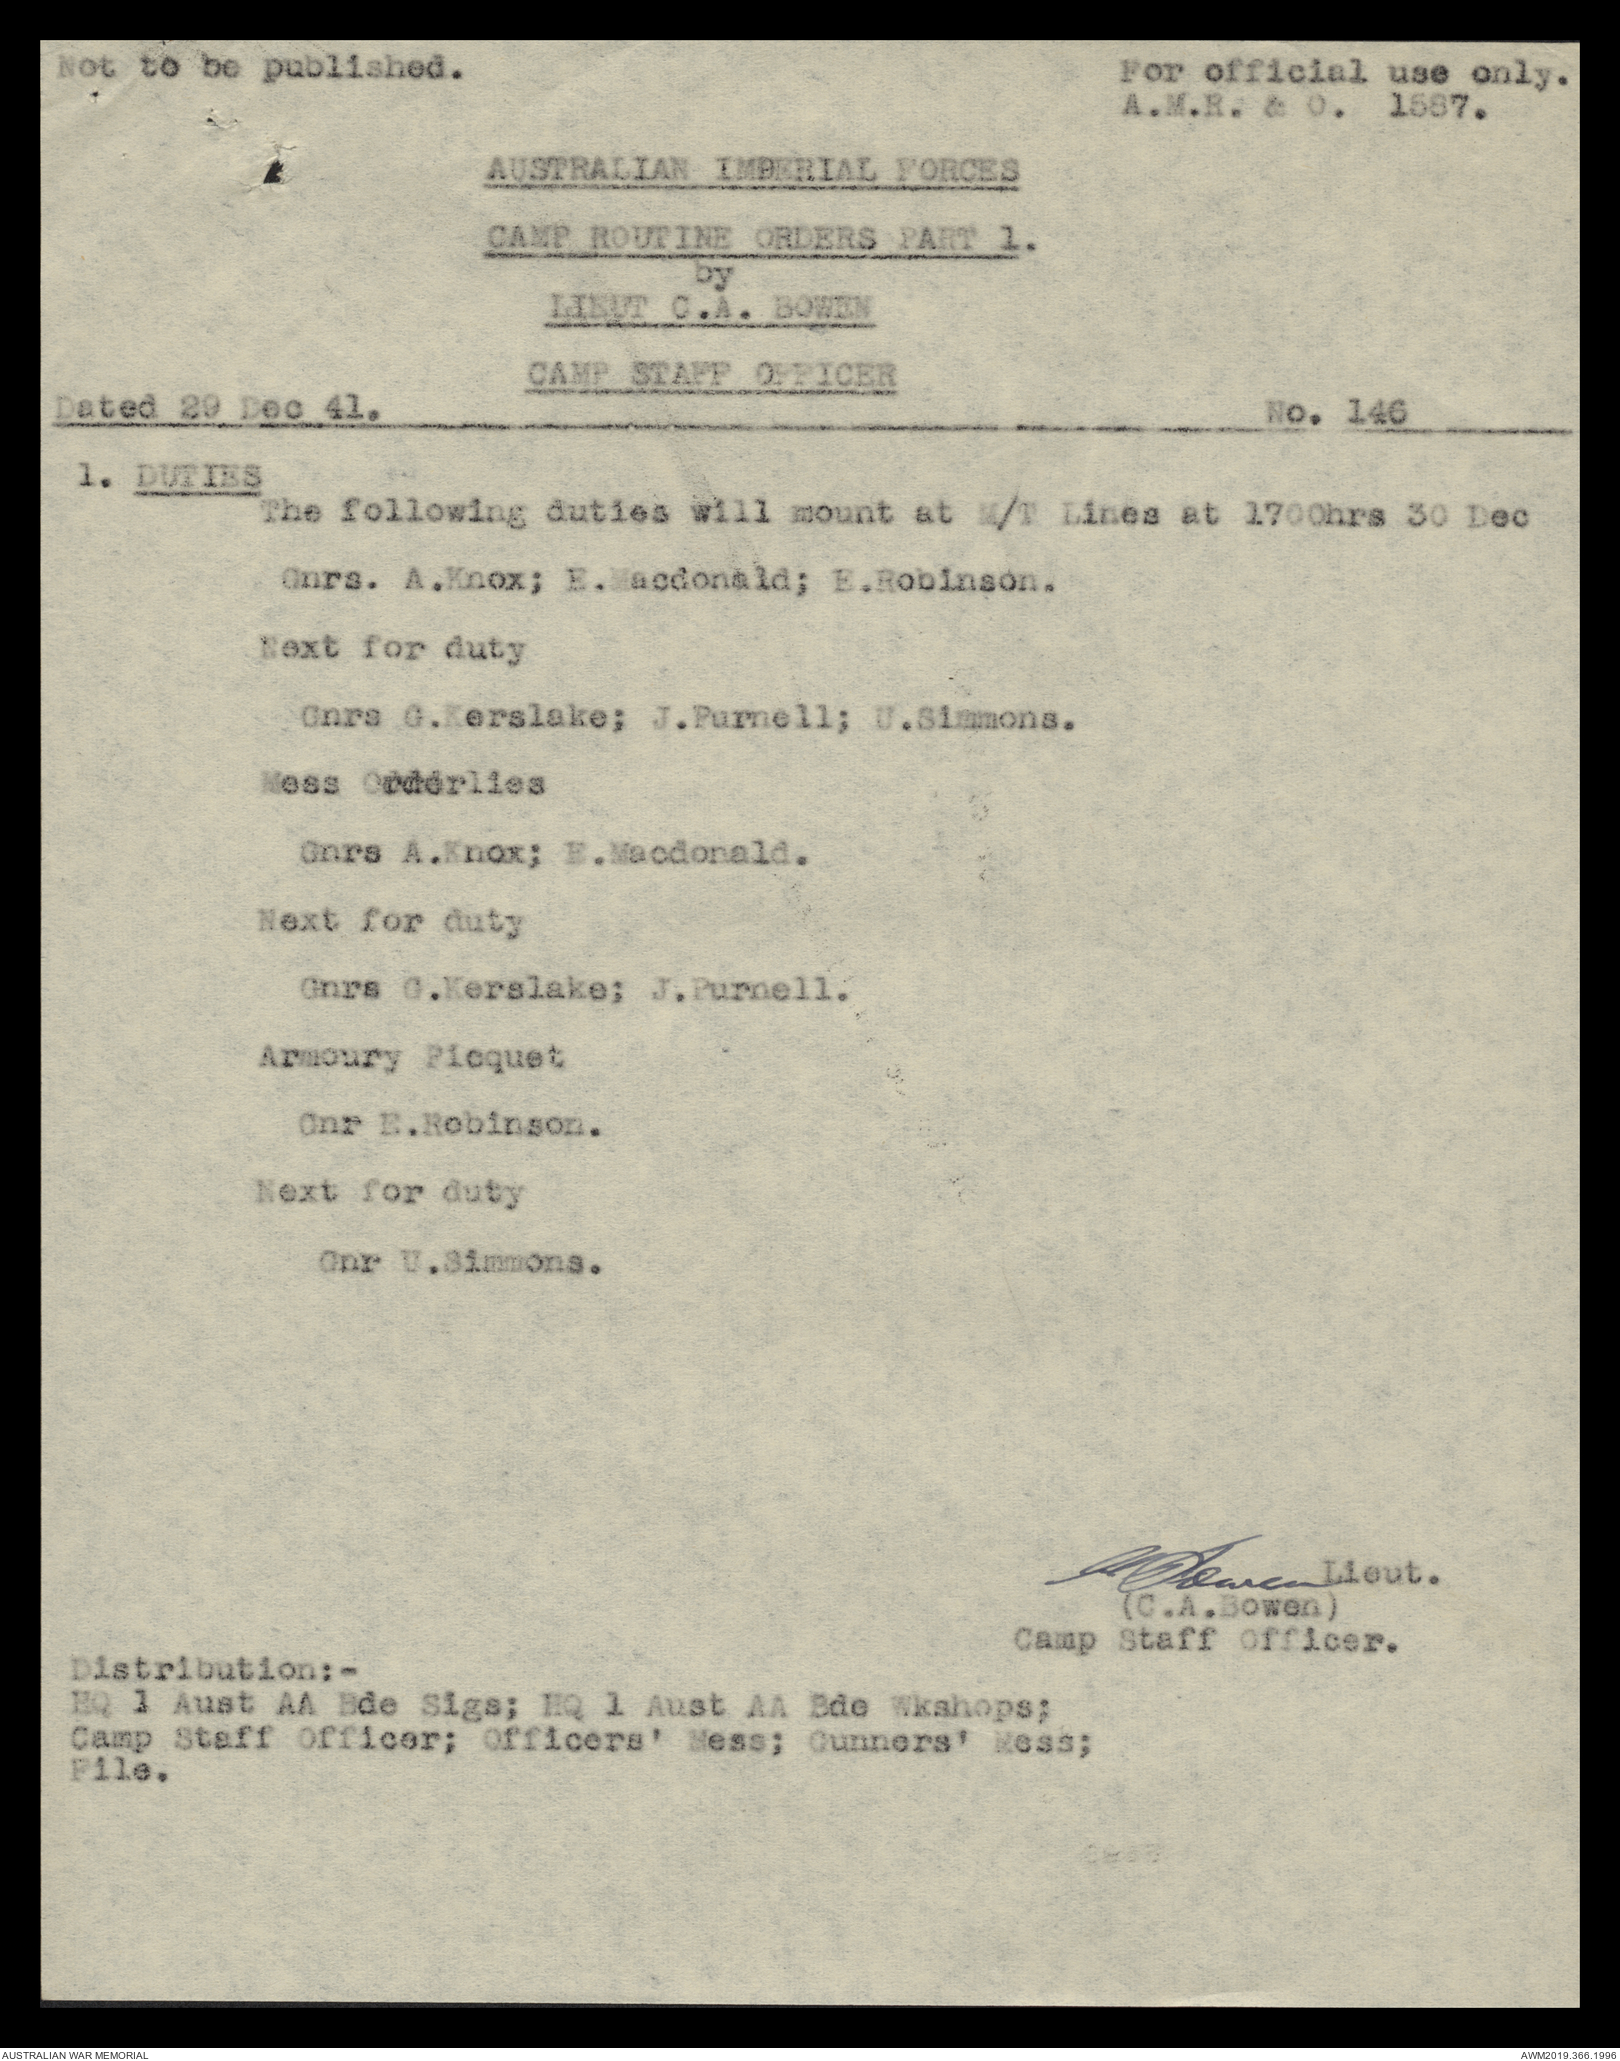 Not to be published.
For official use only.
A.M.R. & O. 1587.
AUSTRALIAN IMPERIAL FORCES
CAMP ROUTINE ORDERS PART 1.
by
LIEUT C.A. BOWEN
CAMP STAFF OFFICER
Dated 29 Dec 41. No. 146
1. DUTIES
The following duties will mount at M/T Lines at 1700hrs 30 Dec
Gnrs. A.Knox; E.Macdonald; E.Robinson.
Next for duty
Gnrs G.Kerslake; J.Purnell; U.Simmons.
Mess Orderlies
Gnrs A.Knox; E.Macdonald.
Next for duty
Gnrs G.Kerslake; J.Purnell.
Armoury Picquet
Gnr E.Robinson.
Next for duty
Gnr U.Simmons.
CABowen Lieut.
(C.A.Bowen)
Camp Staff Officer.
Distribution:-
HQ 1 Aust AA Bde Sigs; HQ 1 Aust AA Bde Wkshops;
Camp Staff Officer; Officers' Mess; Gunners' Mess;
File.
AUSTRALIAN WAR MEMORIAL
AWM2019.366.1996